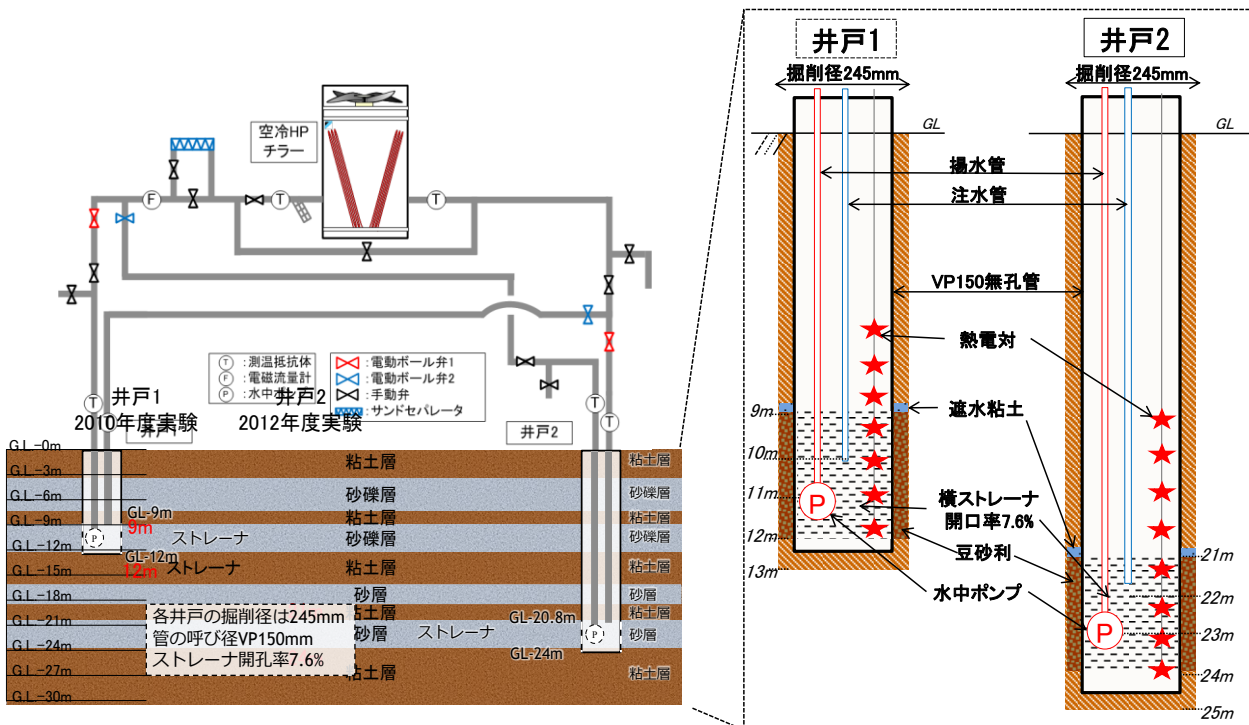 空冷HP
チラー
F
T
T
T
:測温抵抗体
F
:電磁流量計
P
:水中ポンプ
:電動ボール弁1
:電動ボール弁2
:手動弁
:サンドセパレータ
井戸1
2010年度実験
井戸2
2012年度実験
井戸2
T
T
T
G.L.-0m
G.L.-3m
G.L.-6m
G.L.-9m
G.L.-12m
G.L.-15m
G.L.-18m
G.L.-21m
G.L.-24m
G.L.-27m
G.L.-30m
粘土層
砂礫層
粘土層
砂礫層
粘土層
砂層
粘土層
砂層
粘土層
粘土層
砂礫層
粘土層
砂礫層
粘土層
砂層
粘土層
砂層
粘土層
GL-9m
9m
P
ストレーナ
GL-12m
12m
ストレーナ
各井戸の掘削径は245mm
管の呼び径VP150mm
ストレーナ開孔率7.6%
GL-20.8m
ストレーナ
P
GL-24m
井戸1
井戸2
掘削径245mm
掘削径245mm
GL
GL
揚水管
注水管
VP150無孔管
熱電対
遮水粘土
横ストレーナ
開口率7.6%
豆砂利
水中ポンプ
9m
10m
11m
12m
13m
P
21m
22m
23m
24m
25m
P